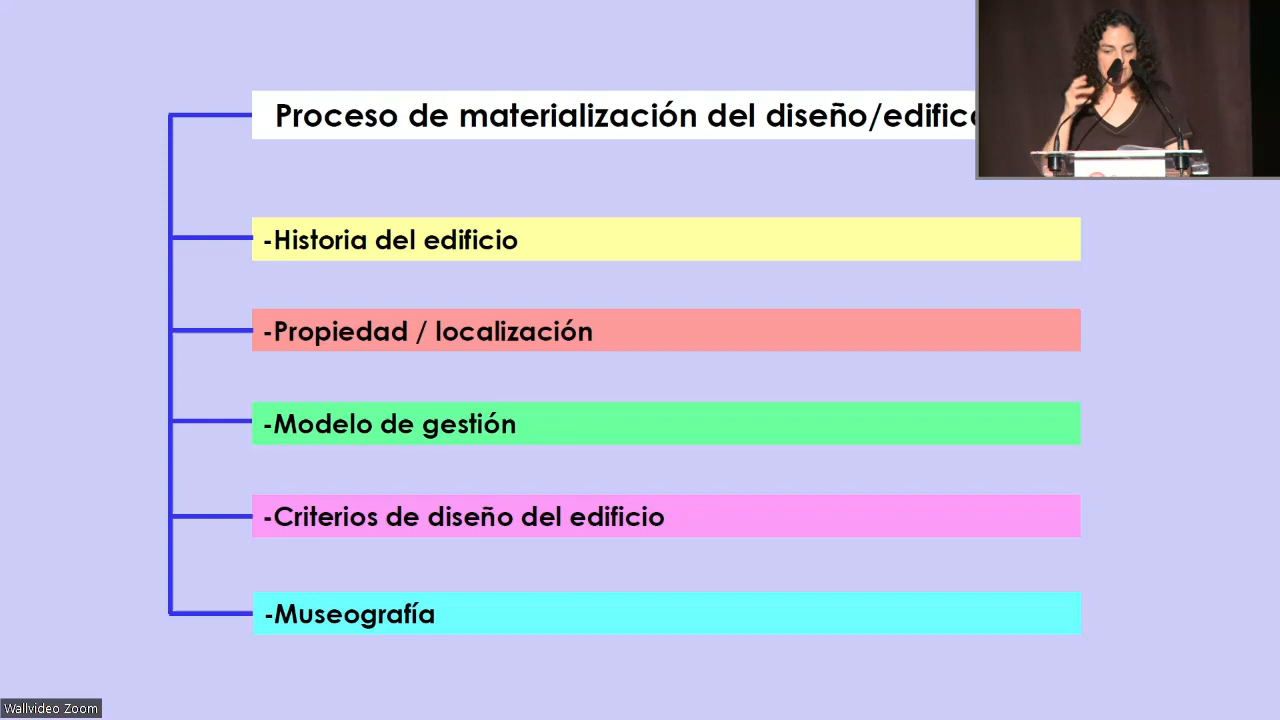 Proceso de materialización del diseño/edific
-Historia del edificio
-Propiedad / localización
-Modelo de gestión
-Criterios de diseño del edificio
-Museografía
Wallvideo Zoom